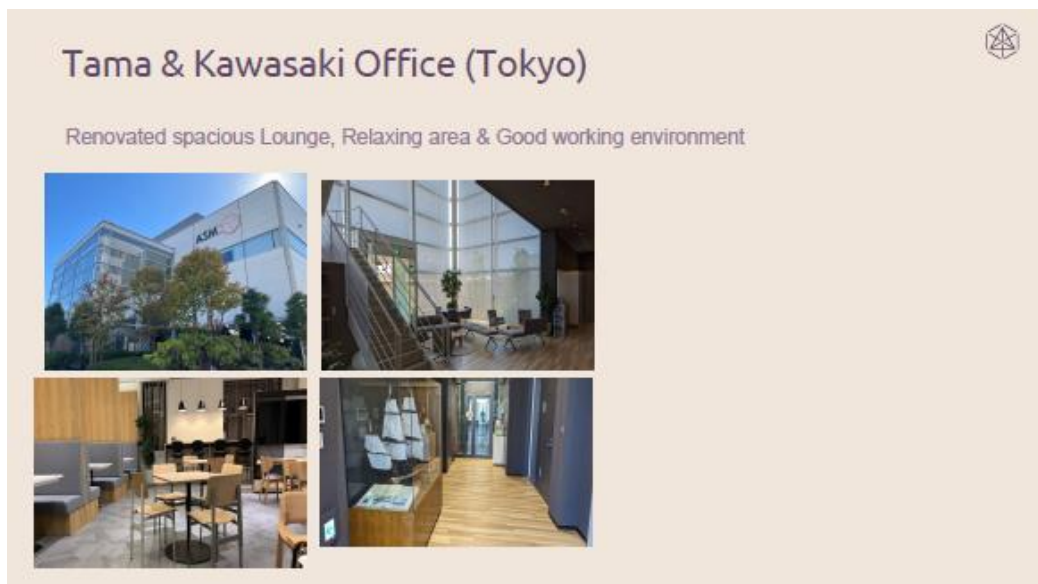 Tama & Kawasaki Office (Tokyo)
Renovated spacious Lounge, Relaxing area & Good working environment
ASM